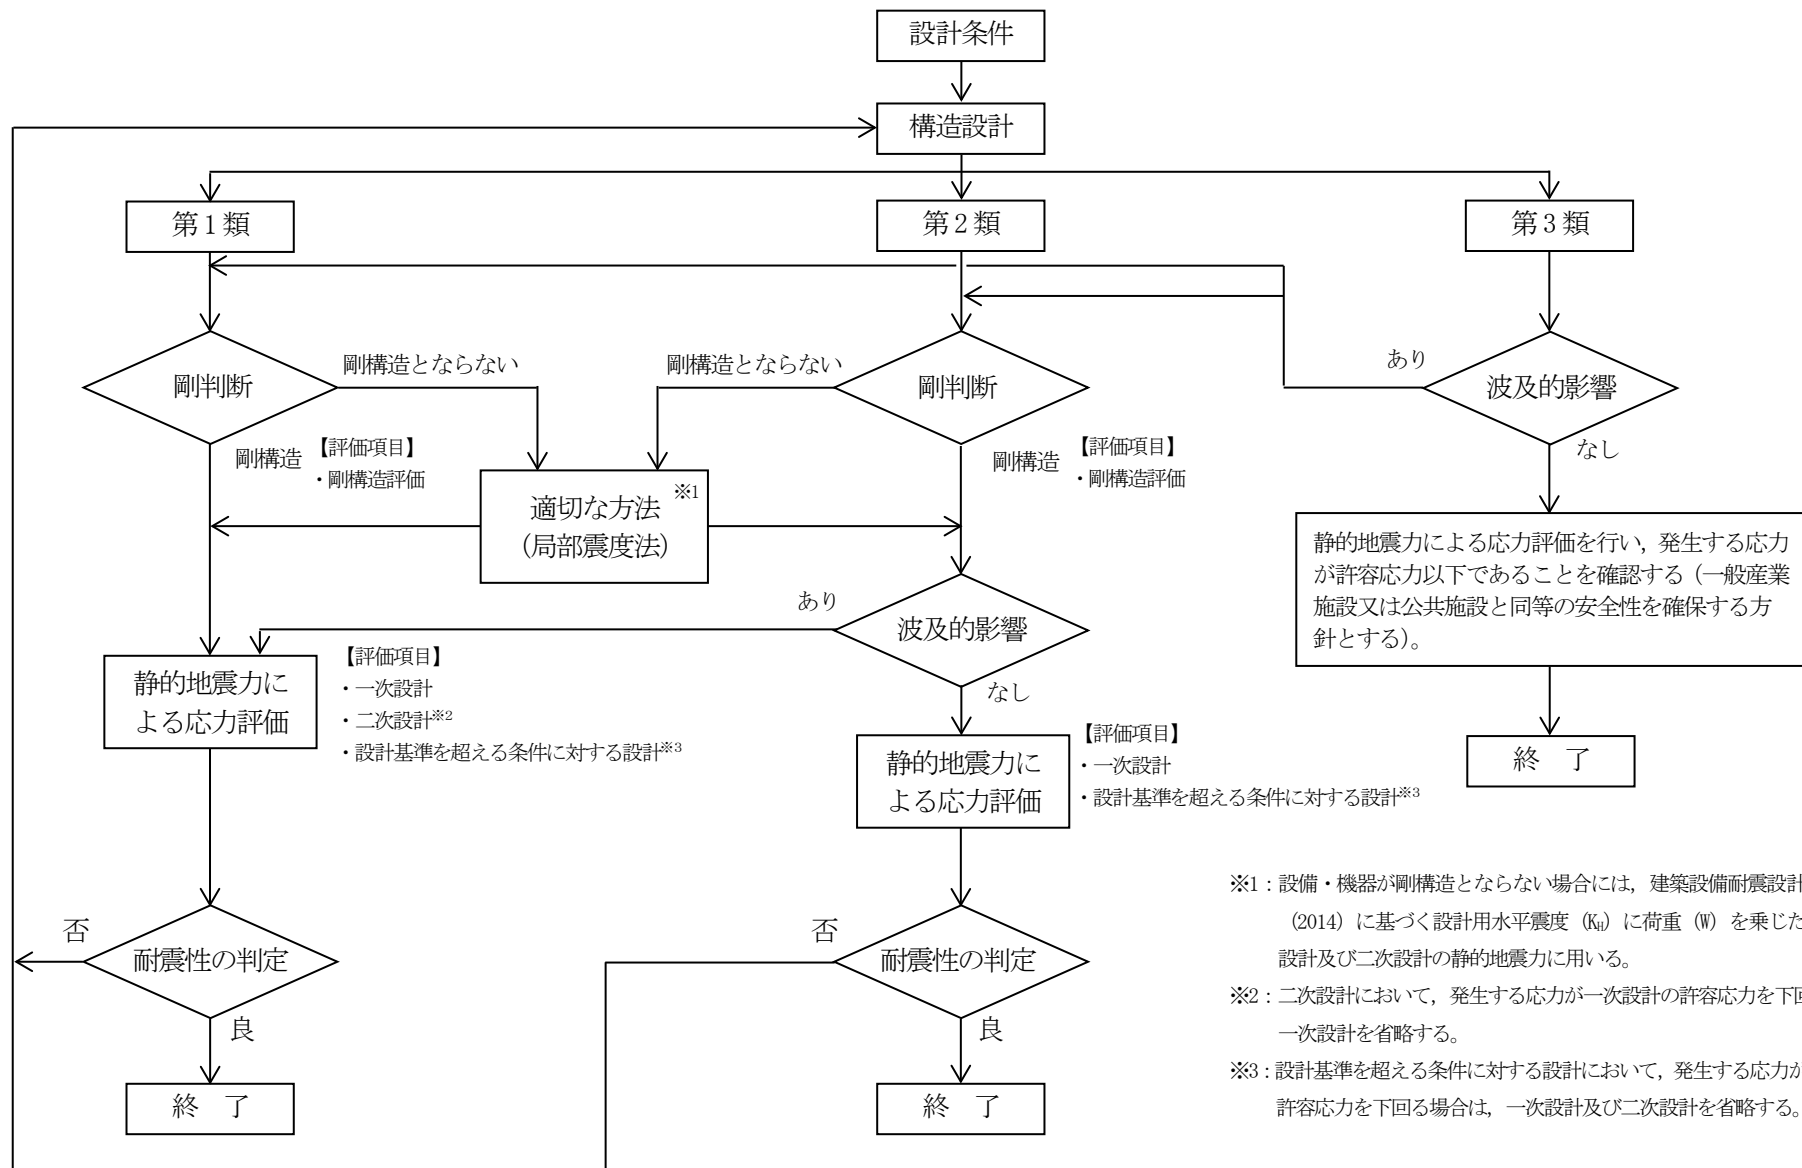 設計条件
構造設計
第1類
第2類
第3類
剛判断
剛構造とならない
剛構造とならない
剛判断
あり
波及的影響
剛構造
【評価項目】
・剛構造評価
剛構造
【評価項目】
・剛構造評価
なし
適切な方法 ※1
(局部震度法)
静的地震力による応力評価を行い，発生する応力
が許容応力以下であることを確認する（一般産業
施設又は公共施設と同等の安全性を確保する方
針とする）。
あり
波及的影響
なし
静的地震力に
よる応力評価
【評価項目】
・一次設計
・二次設計※2
・設計基準を超える条件に対する設計※3
静的地震力に
よる応力評価
【評価項目】
・一次設計
・設計基準を超える条件に対する設計※3
終　了
否
耐震性の判定
良
終　了
否
耐震性の判定
良
終　了
※1：設備・機器が剛構造とならない場合には，建築設備耐震設計
（2014）に基づく設計用水平震度（KH）に荷重（W）を乗じた
設計及び二次設計の静的地震力に用いる。
※2：二次設計において，発生する応力が一次設計の許容応力を下回
一次設計を省略する。
※3：設計基準を超える条件に対する設計において，発生する応力が
許容応力を下回る場合は，一次設計及び二次設計を省略する。